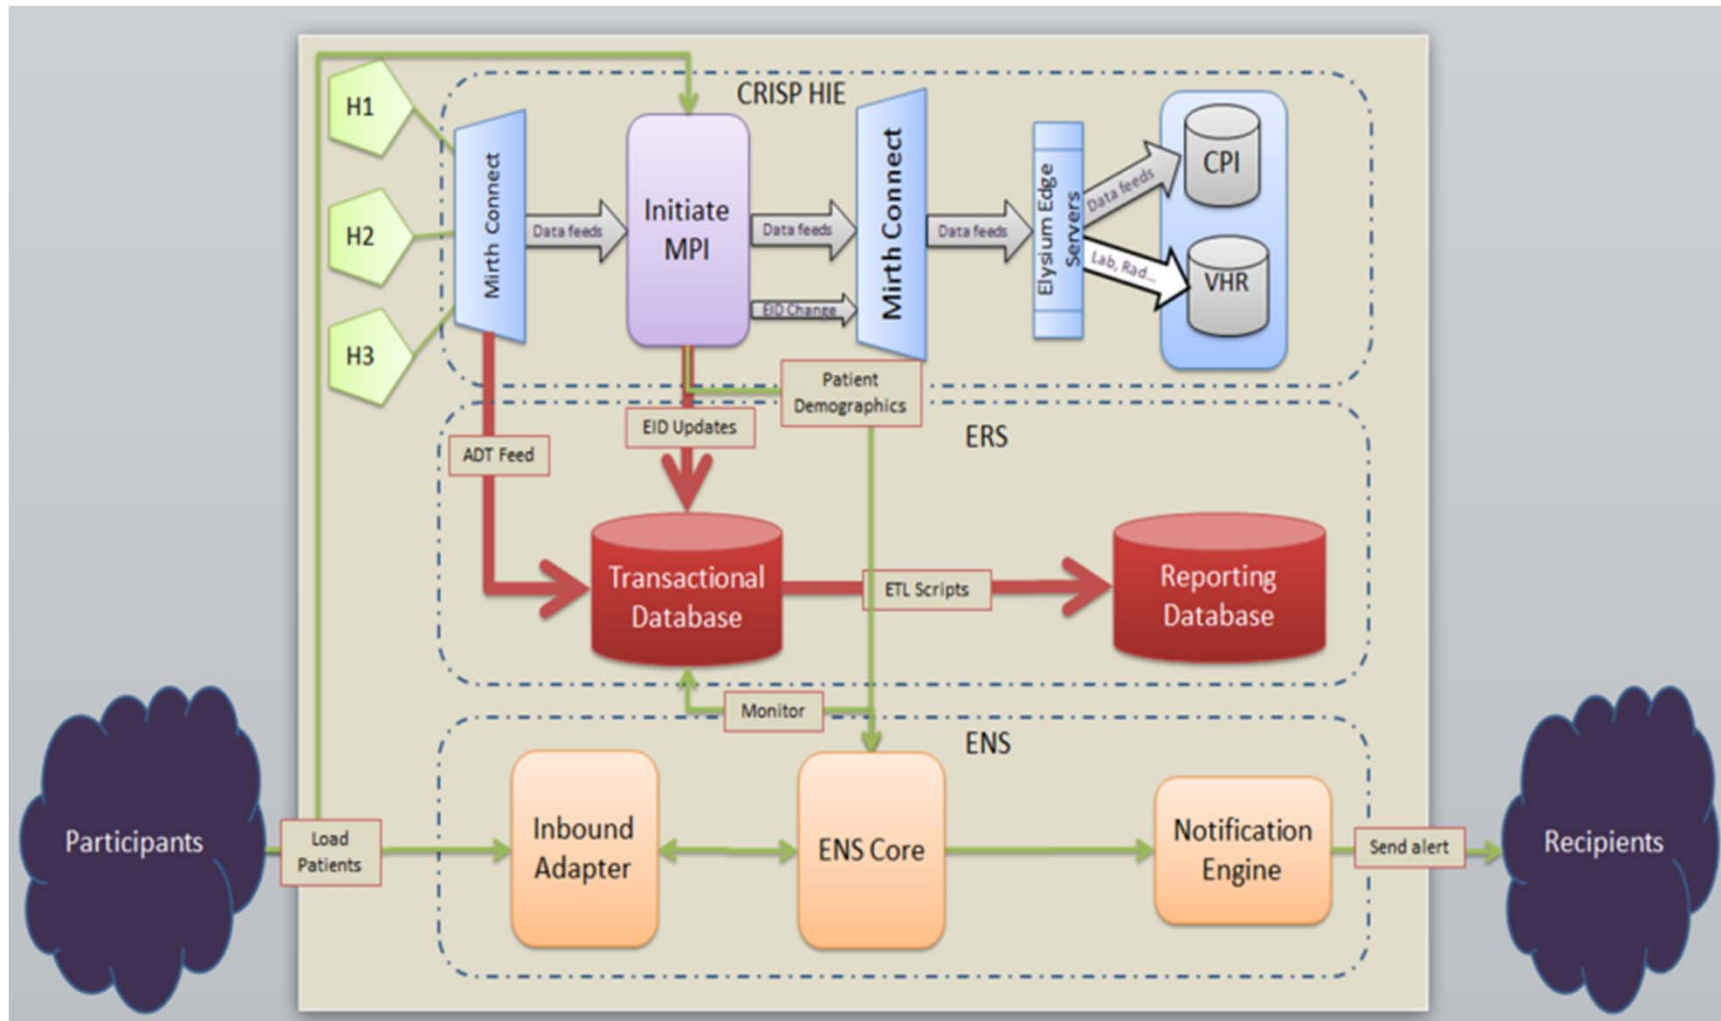 CRISP HIE
H1
H2
H3
Mirth Connect
Data feeds
Initiate
MPI
Data feeds
EID Change
Mirth Connect
Data feeds
Elysium Edge
Servers
Data feeds
Lab, Rad...
CPI
VHR
Patient
Demographics
EID Updates
ADT Feed
ERS
Transactional
Database
ETL Scripts
Reporting
Database
Monitor
ENS
Participants
Load
Patients
Inbound
Adapter
ENS Core
Notification
Engine
Send alert
Recipients